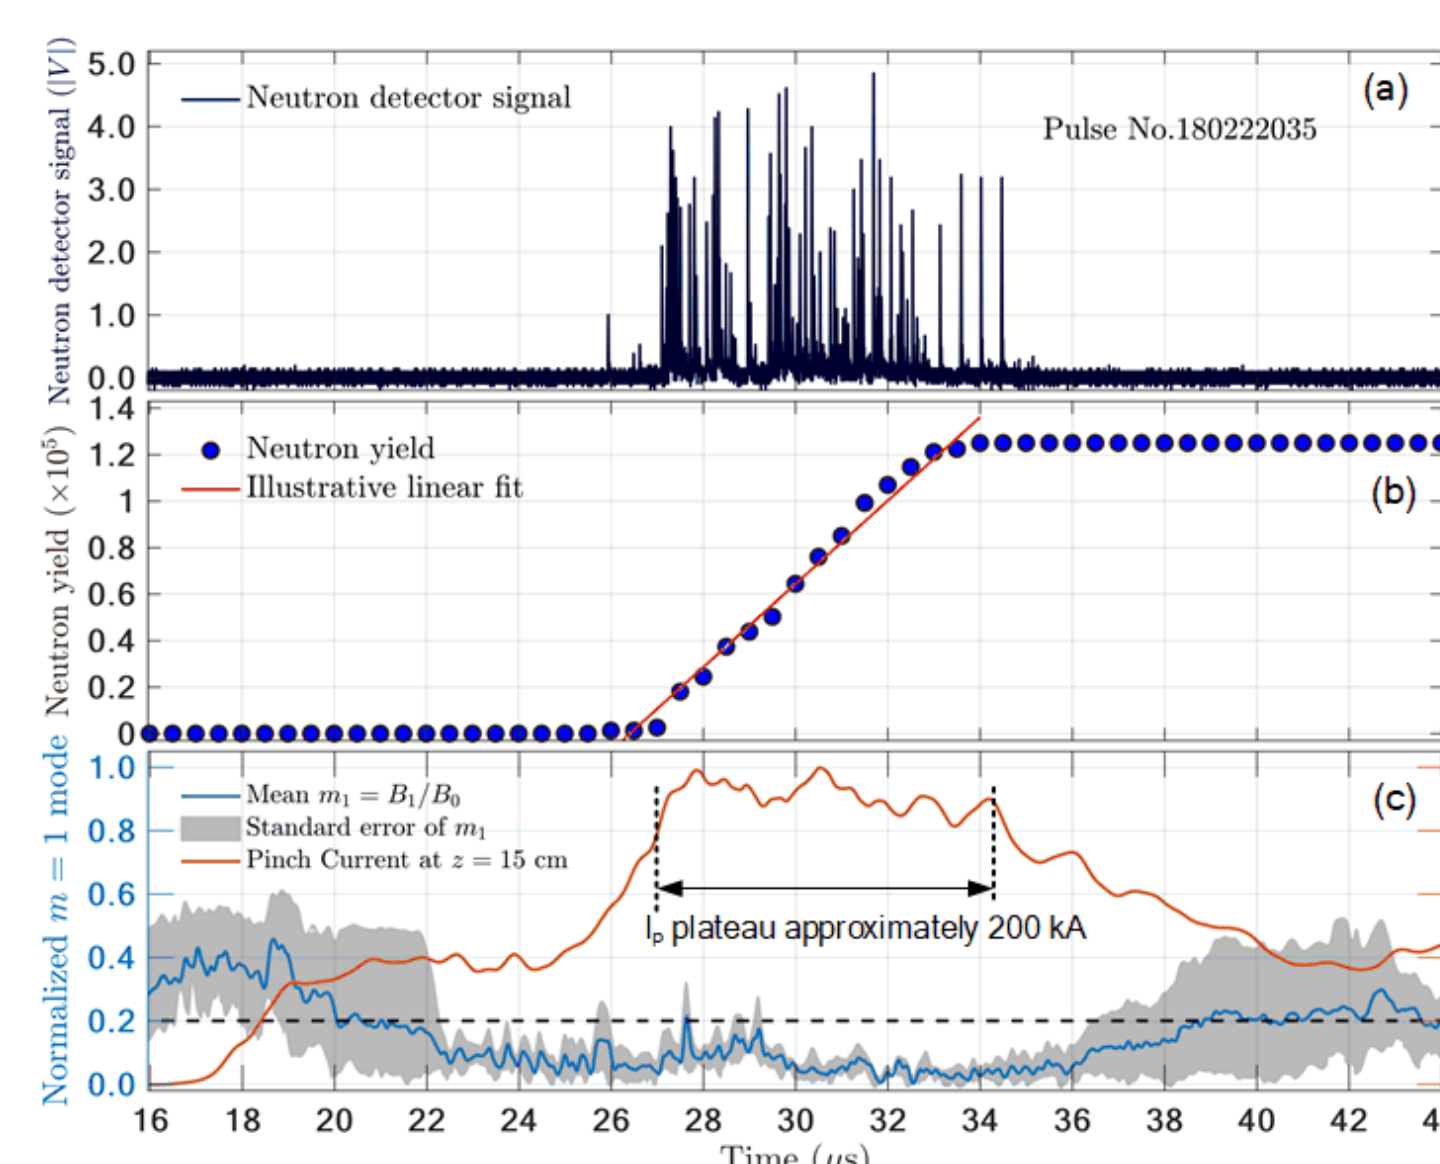 Neutron detector signal (|V|)
5.0
4.0
3.0
2.0
1.0
0.0
Neutron detector signal
Pulse No.180222035
(a)
Neutron yield (×10⁵)
1.4
1.2
1
0.8
0.6
0.4
0.2
0
Neutron yield
Illustrative linear fit
(b)
Normalized m = 1 mode
1.0
0.8
0.6
0.4
0.2
0.0
Mean m₁ = B₁/B₀
Standard error of m₁
Pinch Current at z = 15 cm
(c)
Iₚ plateau approximately 200 kA
16 18 20 22 24 26 28 30 32 34 36 38 40 42 4
Time (μs)